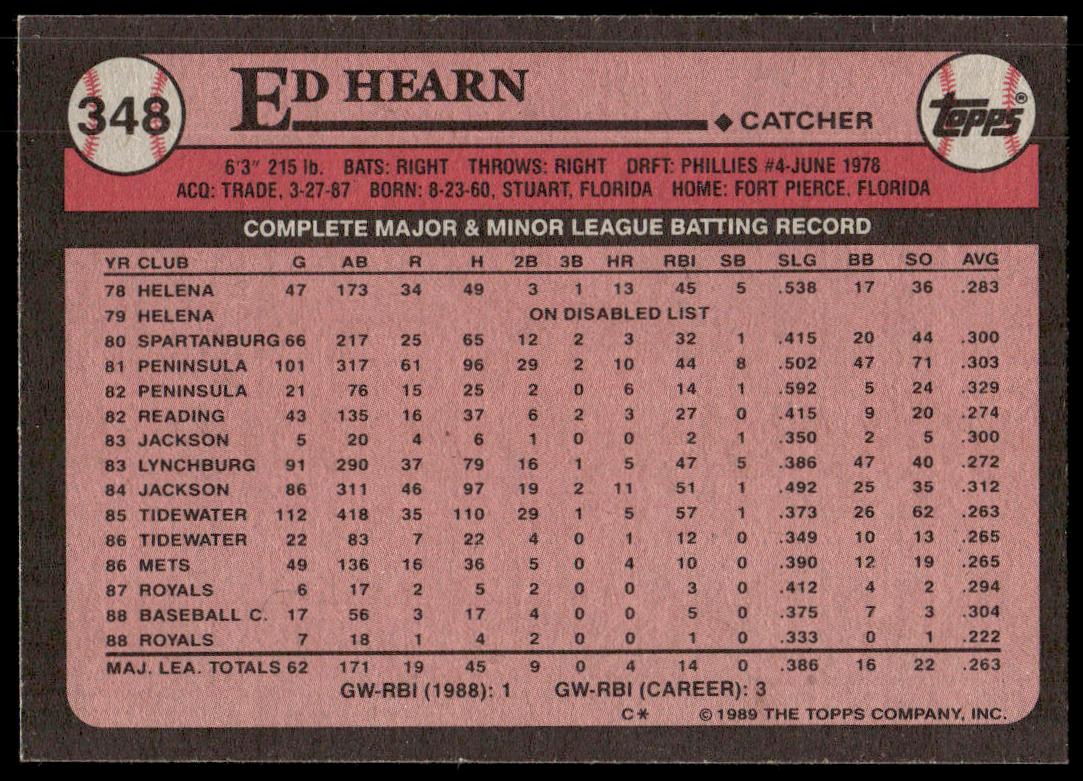 348
ED HEARN
◆ CATCHER
TOPPS®
6'3" 215 lb. BATS: RIGHT THROWS: RIGHT DRFT: PHILLIES #4-JUNE 1978
ACQ: TRADE, 3-27-87 BORN: 8-23-60, STUART, FLORIDA HOME: FORT PIERCE, FLORIDA
COMPLETE MAJOR & MINOR LEAGUE BATTING RECORD
YR CLUB G AB R H 2B 3B HR RBI SB SLG BB SO AVG
78 HELENA 47 173 34 49 3 1 13 45 5 .538 17 36 .283
79 HELENA ON DISABLED LIST
80 SPARTANBURG 66 217 25 65 12 2 3 32 1 .415 20 44 .300
81 PENINSULA 101 317 61 96 29 2 10 44 8 .502 47 71 .303
82 PENINSULA 21 76 15 25 2 0 6 14 1 .592 5 24 .329
82 READING 43 135 16 37 6 2 3 27 0 .415 9 20 .274
83 JACKSON 5 20 4 6 1 0 0 2 1 .350 2 5 .300
83 LYNCHBURG 91 290 37 79 16 1 5 47 5 .386 47 40 .272
84 JACKSON 86 311 46 97 19 2 11 51 1 .492 25 35 .312
85 TIDEWATER 112 418 35 110 29 1 5 57 1 .373 26 62 .263
86 TIDEWATER 22 83 7 22 4 0 1 12 0 .349 10 13 .265
86 METS 49 136 16 36 5 0 4 10 0 .390 12 19 .265
87 ROYALS 6 17 2 5 2 0 0 3 0 .412 4 2 .294
88 BASEBALL C. 17 56 3 17 4 0 0 5 0 .375 7 3 .304
88 ROYALS 7 18 1 4 2 0 0 1 0 .333 0 1 .222
MAJ. LEA. TOTALS 62 171 19 45 9 0 4 14 0 .386 16 22 .263
GW-RBI (1988): 1 GW-RBI (CAREER): 3
C* © 1989 THE TOPPS COMPANY, INC.